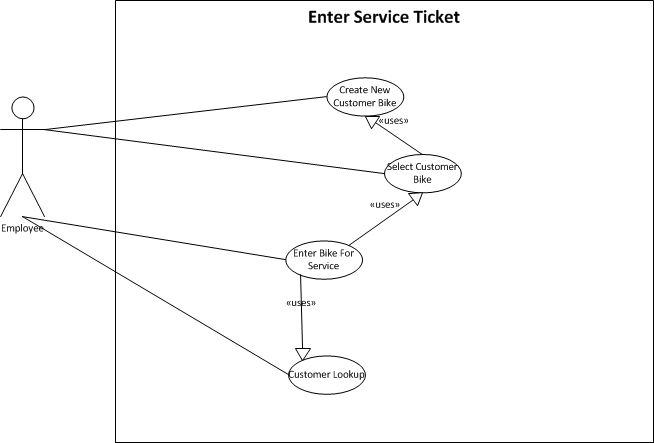 Enter Service Ticket
Create New
Customer Bike
«uses»
Select Customer
Bike
«uses»
Employee
Enter Bike For
Service
«uses»
Customer Lookup